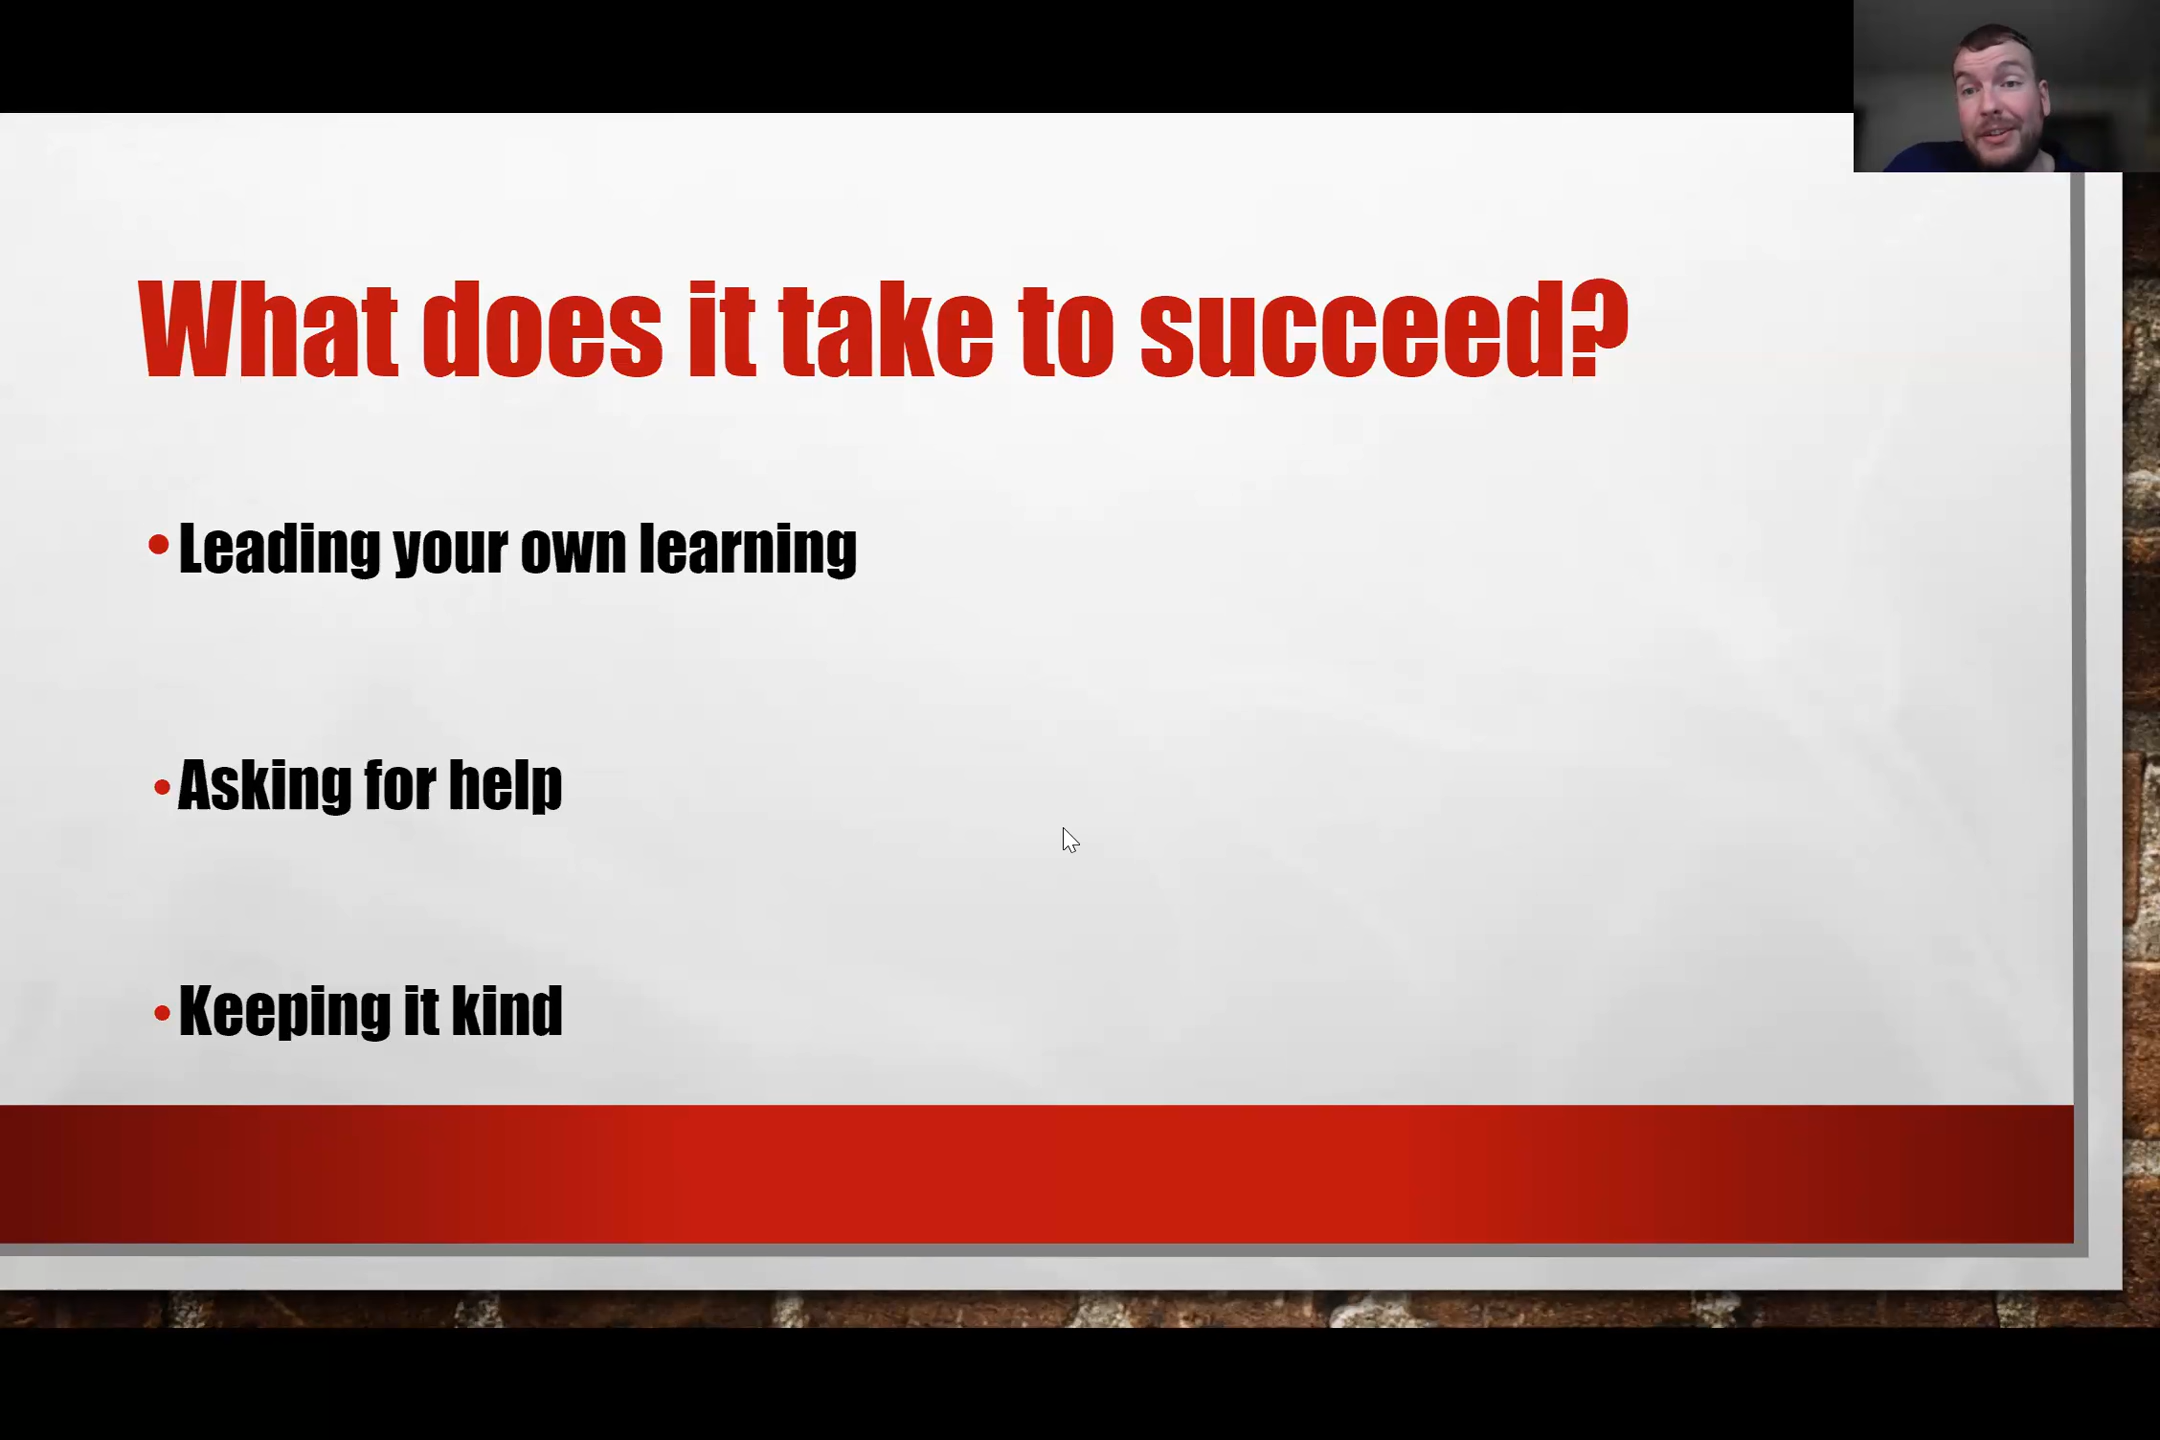 What does it take to succeed?
•Leading your own learning
•Asking for help
•Keeping it kind